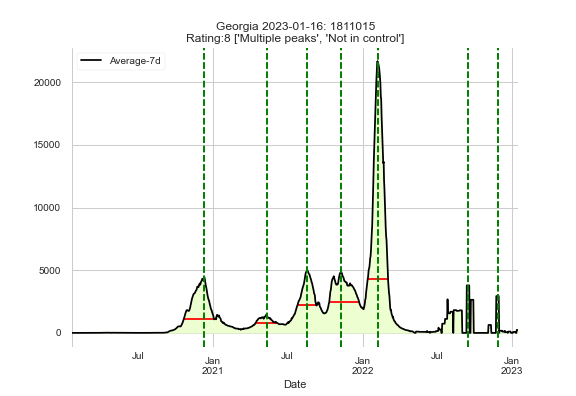 Georgia 2023-01-16: 1811015
Rating:8 ['Multiple peaks', 'Not in control']
Average-7d
20000
15000
10000
5000
0
Jul
Jan
2021
Jul
Jan
2022
Jul
Jan
2023
Date